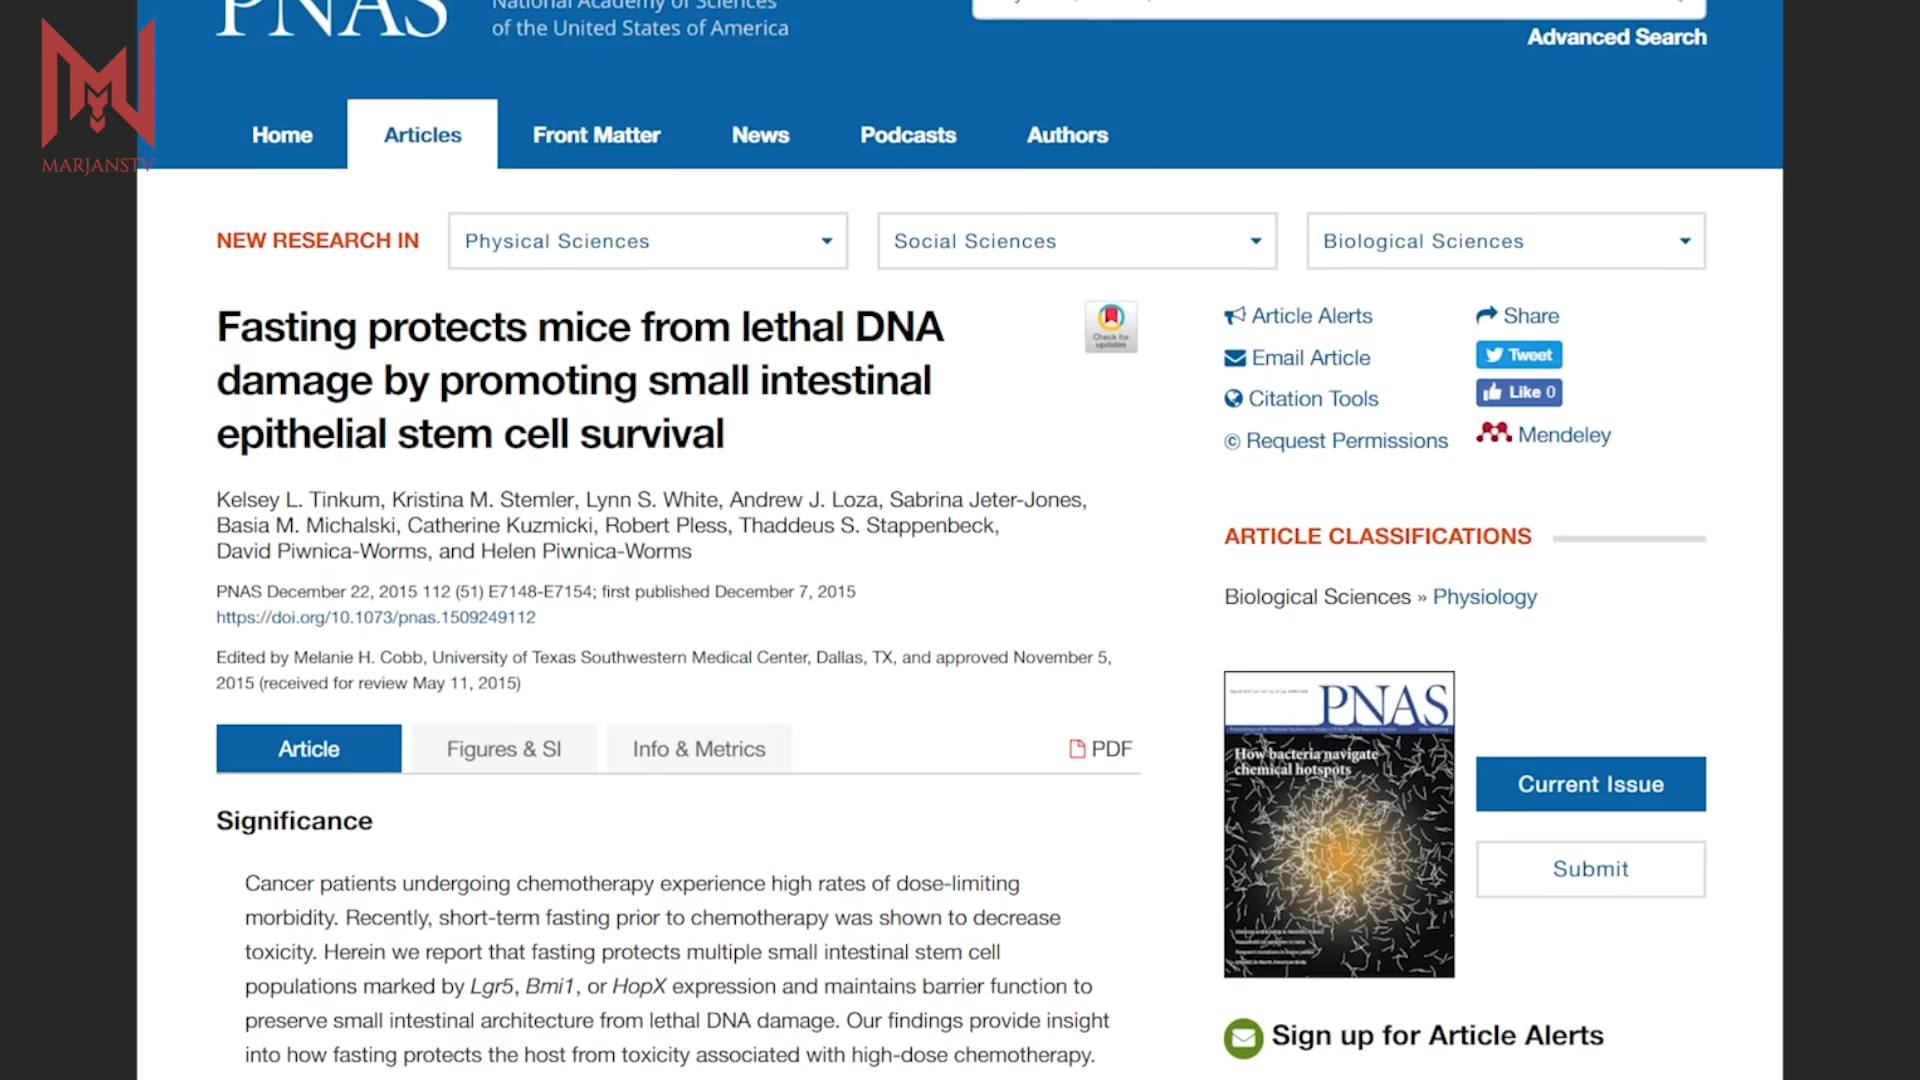 PNAS
National Academy of Sciences
of the United States of America
Advanced Search
MARJANSTV
Home
Articles
Front Matter
News
Podcasts
Authors
NEW RESEARCH IN
Physical Sciences
Social Sciences
Biological Sciences
Fasting protects mice from lethal DNA
damage by promoting small intestinal
epithelial stem cell survival
Check for
updates
Kelsey L. Tinkum, Kristina M. Stemler, Lynn S. White, Andrew J. Loza, Sabrina Jeter-Jones,
Basia M. Michalski, Catherine Kuzmicki, Robert Pless, Thaddeus S. Stappenbeck,
David Piwnica-Worms, and Helen Piwnica-Worms
PNAS December 22, 2015 112 (51) E7148-E7154; first published December 7, 2015
https://doi.org/10.1073/pnas.1509249112
Edited by Melanie H. Cobb, University of Texas Southwestern Medical Center, Dallas, TX, and approved November 5,
2015 (received for review May 11, 2015)
Article
Figures & SI
Info & Metrics
PDF
Significance
Cancer patients undergoing chemotherapy experience high rates of dose-limiting
morbidity. Recently, short-term fasting prior to chemotherapy was shown to decrease
toxicity. Herein we report that fasting protects multiple small intestinal stem cell
populations marked by Lgr5, Bmi1, or HopX expression and maintains barrier function to
preserve small intestinal architecture from lethal DNA damage. Our findings provide insight
into how fasting protects the host from toxicity associated with high-dose chemotherapy.
Article Alerts
Share
Email Article
Tweet
Citation Tools
Like 0
© Request Permissions
Mendeley
ARTICLE CLASSIFICATIONS
Biological Sciences » Physiology
PNAS
How bacteria navigate
chemical hotspots
Current Issue
Submit
Sign up for Article Alerts